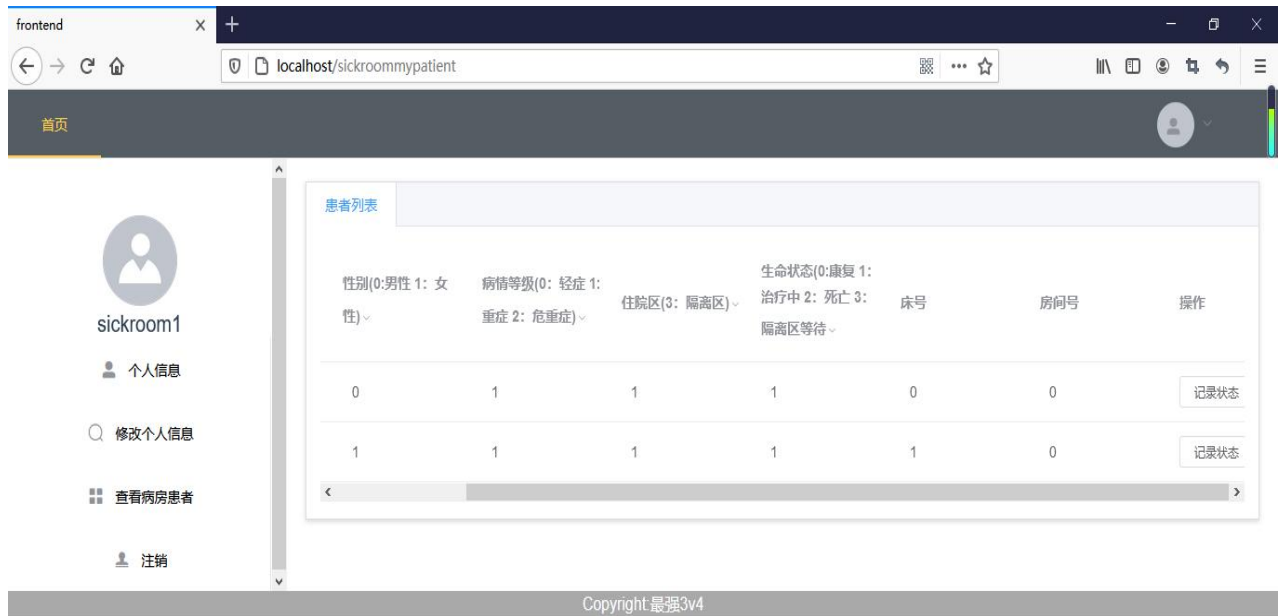 frontend
localhost/sickroommypatient
首页
sickroom1
个人信息
修改个人信息
查看病房患者
注销
患者列表
性别(0:男性 1：女
性)
病情等级(0：轻症 1:
重症 2：危重症)
住院区(3：隔离区)
生命状态(0:康复 1：
治疗中 2：死亡 3：
隔离区等待
床号
房间号
操作
0 1 1 1 0 0 记录状态
1 1 1 1 1 0 记录状态
Copyright:最强3v4